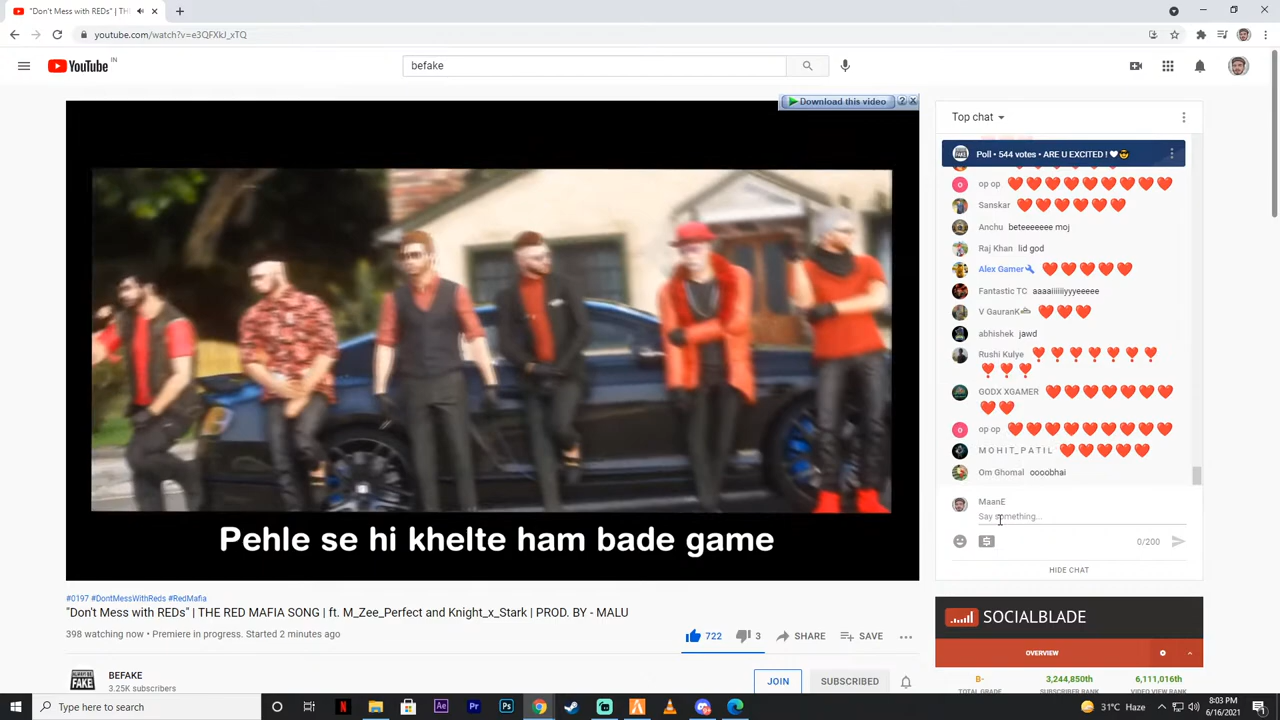 "Don't Mess with REDs" | TH
youtube.com/watch?v=e3QFXkJ_xTQ
YouTube IN
befake
Download this video ? X
Top chat
Poll • 544 votes • ARE U EXCITED ! 🤍😎
op op ❤❤❤❤❤❤❤❤❤
Sanskar ❤❤❤❤❤❤
Anchu beteeeeeee moj
Raj Khan lid god
Alex Gamer ❤❤❤❤❤
Fantastic TC aaaaiiiiiiyyyeeeee
V GauranK ❤❤❤
abhishek jawd
Rushi Kulye ❣❣❣❣❣❣❣
❣❣❣
GODX XGAMER ❤❤❤❤❤❤❤
❤❤
op op ❤❤❤❤❤❤❤❤❤
M O H I T_ P A T I L ❤❤❤❤❤
Om Ghomal oooobhai
MaanE
Say something...
0/200
HIDE CHAT
Pehle se hi khelte ham bade game
#0197 #DontMessWithReds #RedMafia
"Don't Mess with REDs" | THE RED MAFIA SONG | ft. M_Zee_Perfect and Knight_x_Stark | PROD. BY - MALU
398 watching now • Premiere in progress. Started 2 minutes ago
722 3 SHARE SAVE
BEFAKE
3.25K subscribers
JOIN SUBSCRIBED
SOCIALBLADE
OVERVIEW
B- 3,244,850th 6,111,016th
TOTAL GRADE SUBSCRIBER RANK VIDEO VIEW RANK
Type here to search
31°C Haze
8:03 PM
6/16/2021